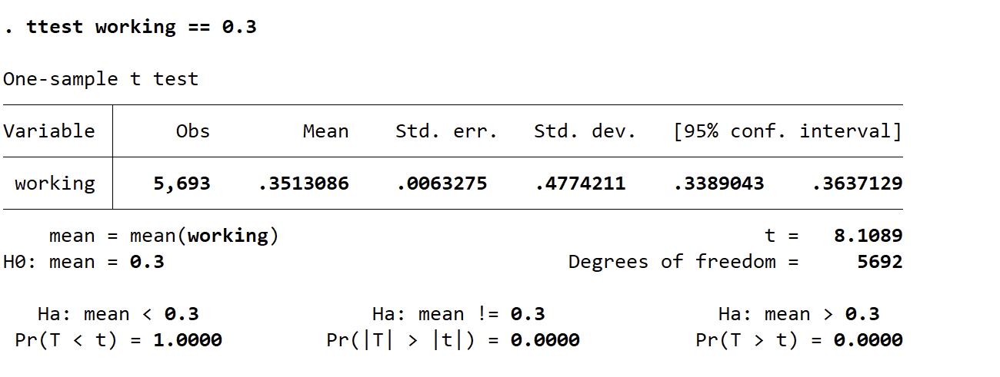 . ttest working == 0.3
One-sample t test
Variable Obs Mean Std. err. Std. dev. [95% conf. interval]
working 5,693 .3513086 .0063275 .4774211 .3389043 .3637129
mean = mean(working) t = 8.1089
H0: mean = 0.3 Degrees of freedom = 5692
Ha: mean < 0.3 Ha: mean != 0.3 Ha: mean > 0.3
Pr(T < t) = 1.0000 Pr(|T| > |t|) = 0.0000 Pr(T > t) = 0.0000